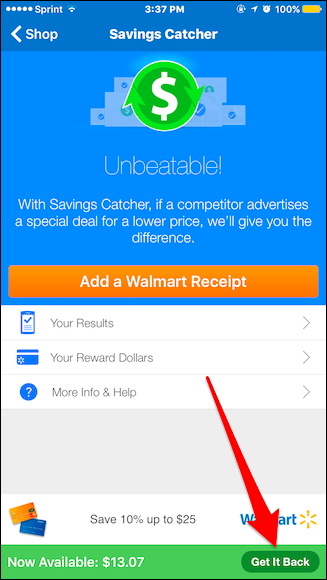 Sprint 3:37 PM 100%
Shop Savings Catcher
$
Unbeatable!
With Savings Catcher, if a competitor advertises
a special deal for a lower price, we'll give you the
difference.
Add a Walmart Receipt
Your Results
Your Reward Dollars
? More Info & Help
Save 10% up to $25 Walmart
Now Available: $13.07 Get It Back